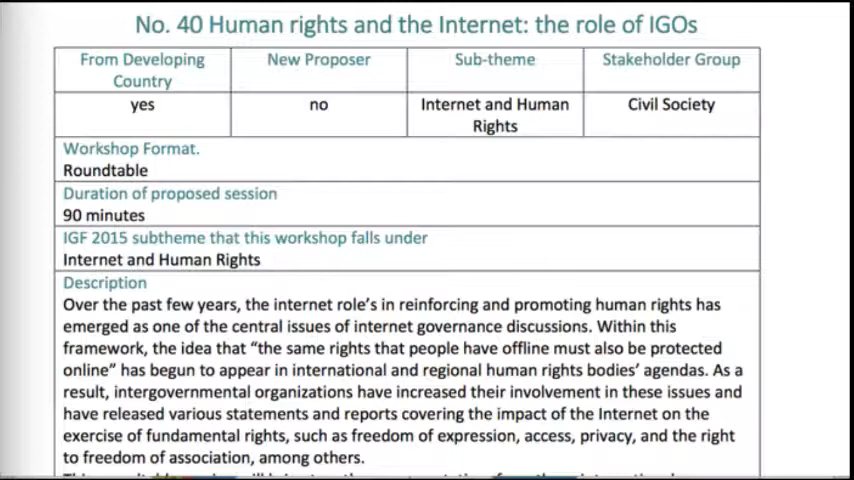 No. 40 Human rights and the Internet: the role of IGOs
From Developing Country New Proposer Sub-theme Stakeholder Group
yes no Internet and Human Rights Civil Society
Workshop Format.
Roundtable
Duration of proposed session
90 minutes
IGF 2015 subtheme that this workshop falls under
Internet and Human Rights
Description
Over the past few years, the internet role's in reinforcing and promoting human rights has
emerged as one of the central issues of internet governance discussions. Within this
framework, the idea that “the same rights that people have offline must also be protected
online” has begun to appear in international and regional human rights bodies’ agendas. As a
result, intergovernmental organizations have increased their involvement in these issues and
have released various statements and reports covering the impact of the Internet on the
exercise of fundamental rights, such as freedom of expression, access, privacy, and the right
to freedom of association, among others.